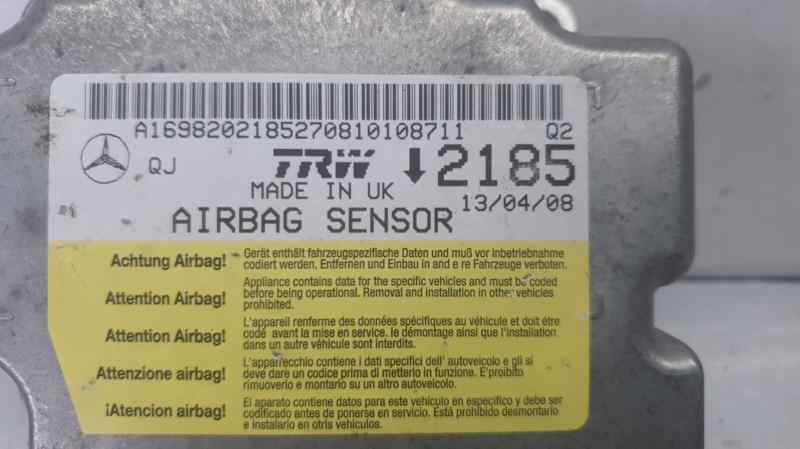 A1698202185270810108711 Q2
QJ TRW 2185
MADE IN UK 13/04/08
AIRBAG SENSOR
Achtung Airbag! Gerät enthält fahrzeugspezifische Daten und muß vor Inbetriebnahme
codiert werden. Entfernen und Einbau in and e re Fahrzeuge verboten.
Attention Airbag! Appliance contains data for the specific vehicles and must be coded
before being operational. Removal and installation in other vehicles
prohibited.
Attention Airbag! L'appareil renferme des données spécifiques au véhicule et doit être
codé avant la mise en service. le démontage ainsi que l'installation
dans un autre véhicule sont interdits.
Attenzione airbag! L'apparecchio contiene i dati specifici dell' autoveicolo e gli si
deve dare un codice prima di metterlo in funzione. E'proibito
rimuoverlo e montario su un altro autoveicolo.
¡Atencion airbag! El aparato contiene datos para este vehículo en específico y debe ser
codificado antes de ponerse en servicio. Está prohibido desmontarlo
e instalarlo en otris vehículos.